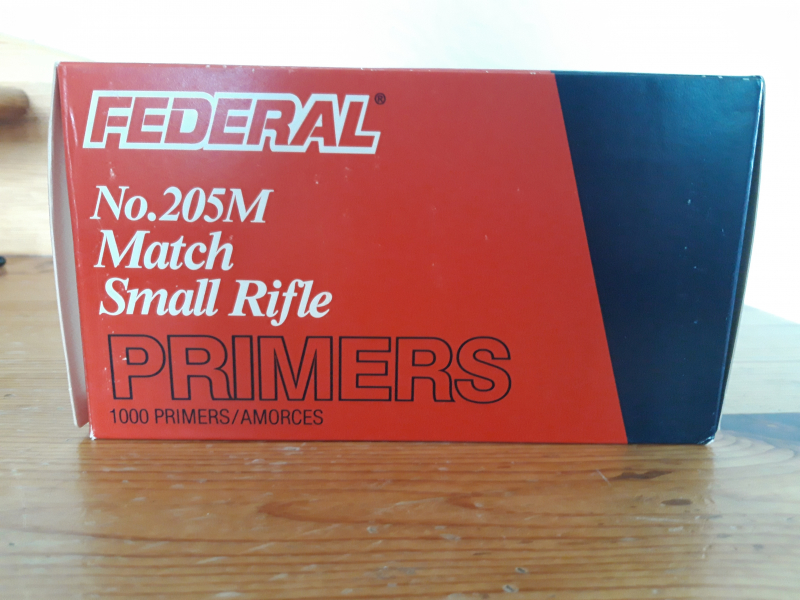 FEDERAL®
No.205M
Match
Small Rifle
PRIMERS
1000 PRIMERS/AMORCES